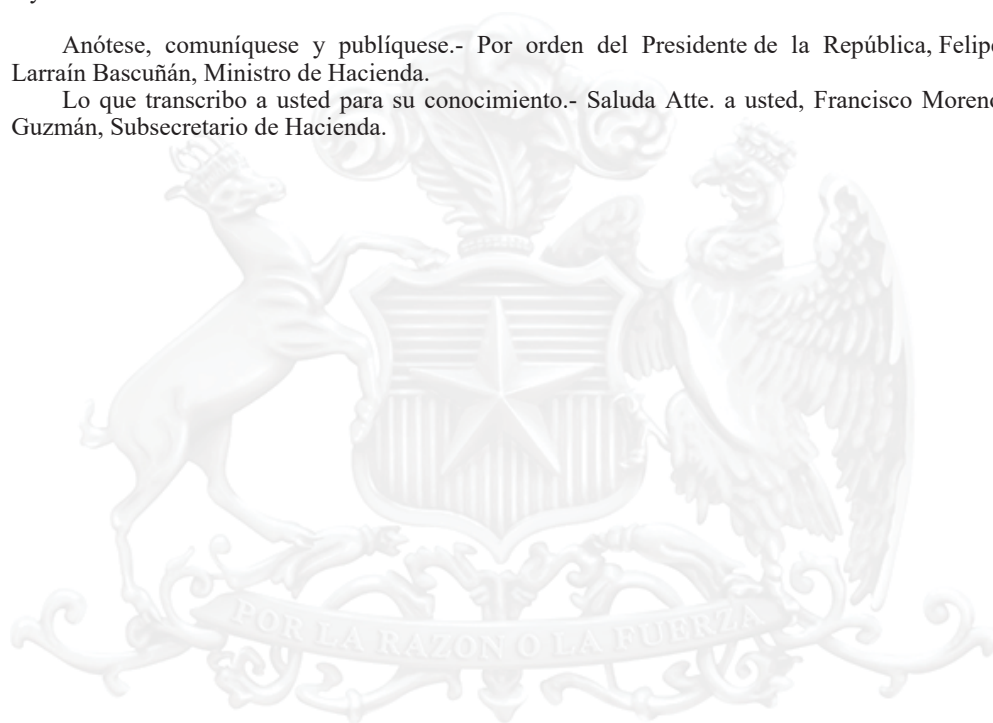 Anótese, comuníquese y publíquese.- Por orden del Presidente de la República, Felipe
Larraín Bascuñán, Ministro de Hacienda.
Lo que transcribo a usted para su conocimiento.- Saluda Atte. a usted, Francisco Moreno
Guzmán, Subsecretario de Hacienda.
POR LA RAZON O LA FUERZA